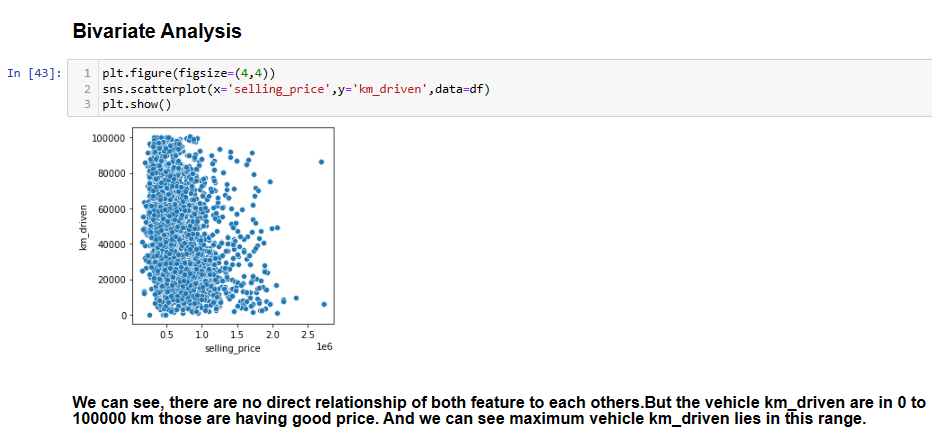 Bivariate Analysis
In [43]:
1 plt.figure(figsize=(4,4))
2 sns.scatterplot(x='selling_price',y='km_driven',data=df)
3 plt.show()
100000
80000
60000
40000
20000
0
km_driven
0.5 1.0 1.5 2.0 2.5
1e6
selling_price
We can see, there are no direct relationship of both feature to each others.But the vehicle km_driven are in 0 to
100000 km those are having good price. And we can see maximum vehicle km_driven lies in this range.